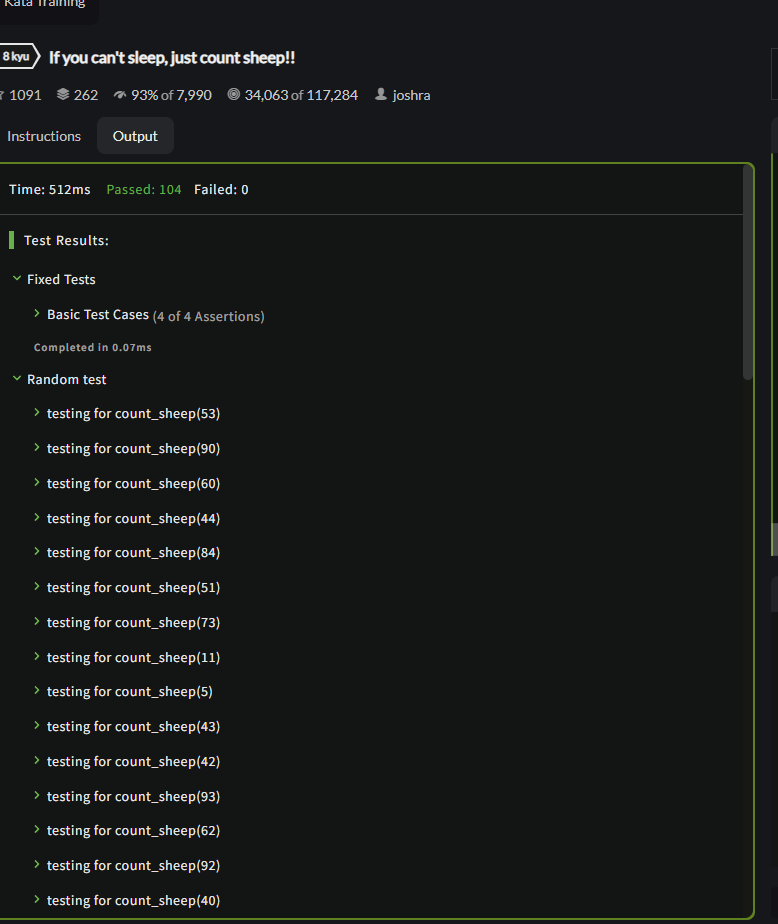 Kata Training
8 kyu If you can't sleep, just count sheep!!
1091 262 93% of 7,990 34,063 of 117,284 joshra
Instructions Output
Time: 512ms Passed: 104 Failed: 0
Test Results:
Fixed Tests
Basic Test Cases (4 of 4 Assertions)
Completed in 0.07ms
Random test
testing for count_sheep(53)
testing for count_sheep(90)
testing for count_sheep(60)
testing for count_sheep(44)
testing for count_sheep(84)
testing for count_sheep(51)
testing for count_sheep(73)
testing for count_sheep(11)
testing for count_sheep(5)
testing for count_sheep(43)
testing for count_sheep(42)
testing for count_sheep(93)
testing for count_sheep(62)
testing for count_sheep(92)
testing for count_sheep(40)